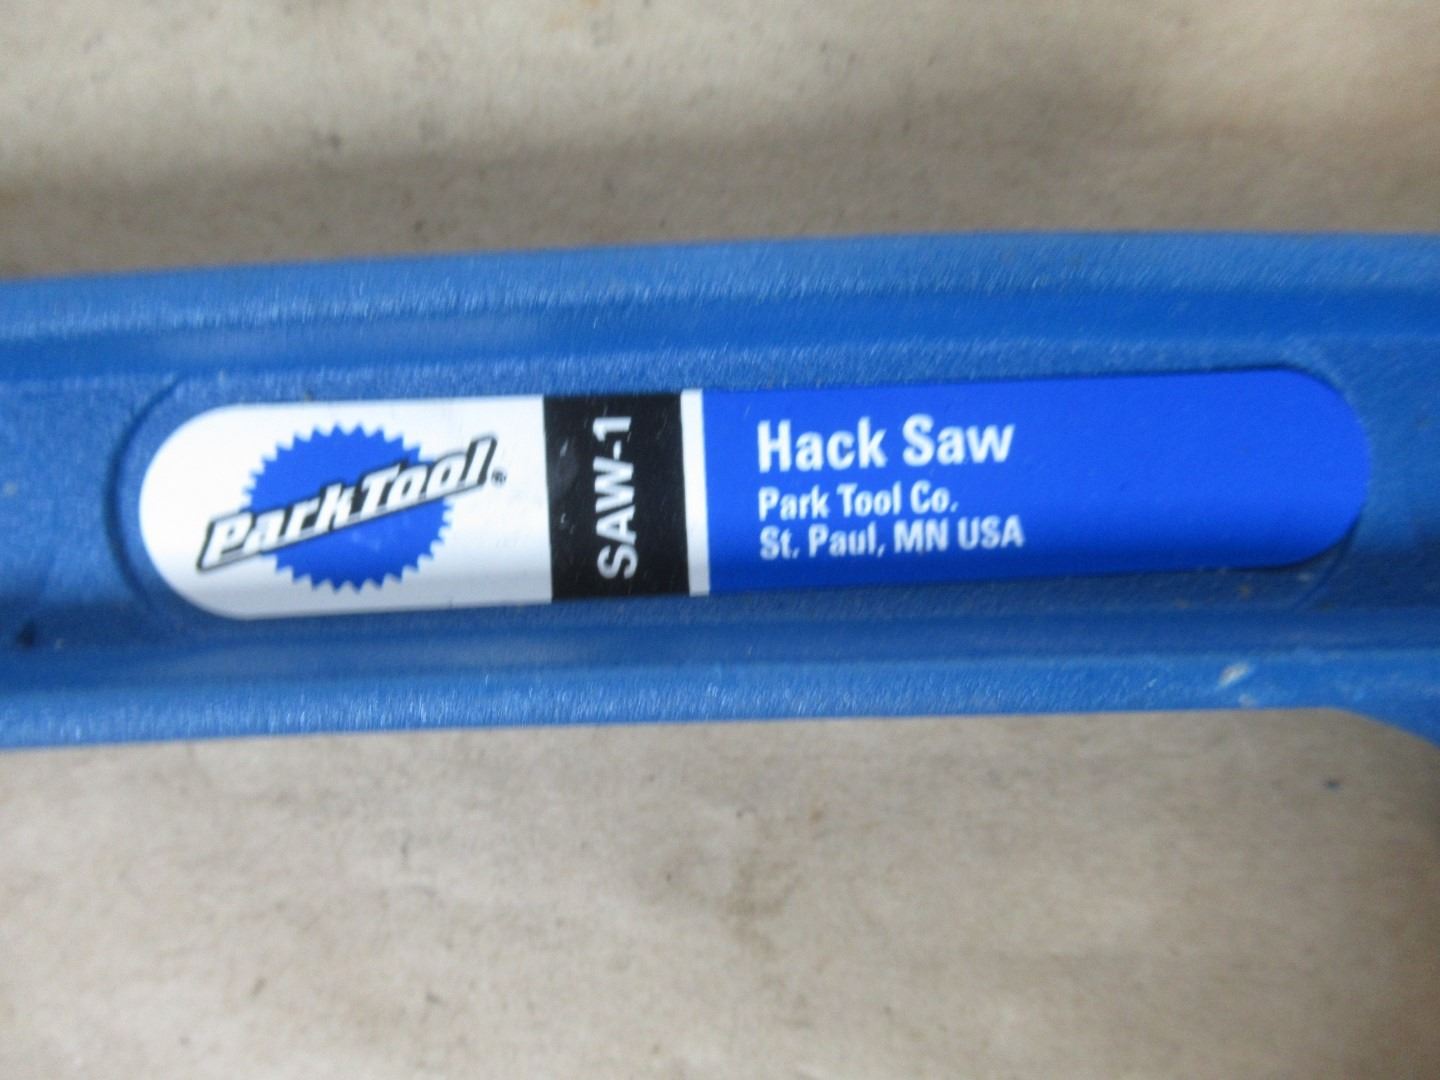 ParkTool
SAW-1
Hack Saw
Park Tool Co.
St. Paul, MN USA